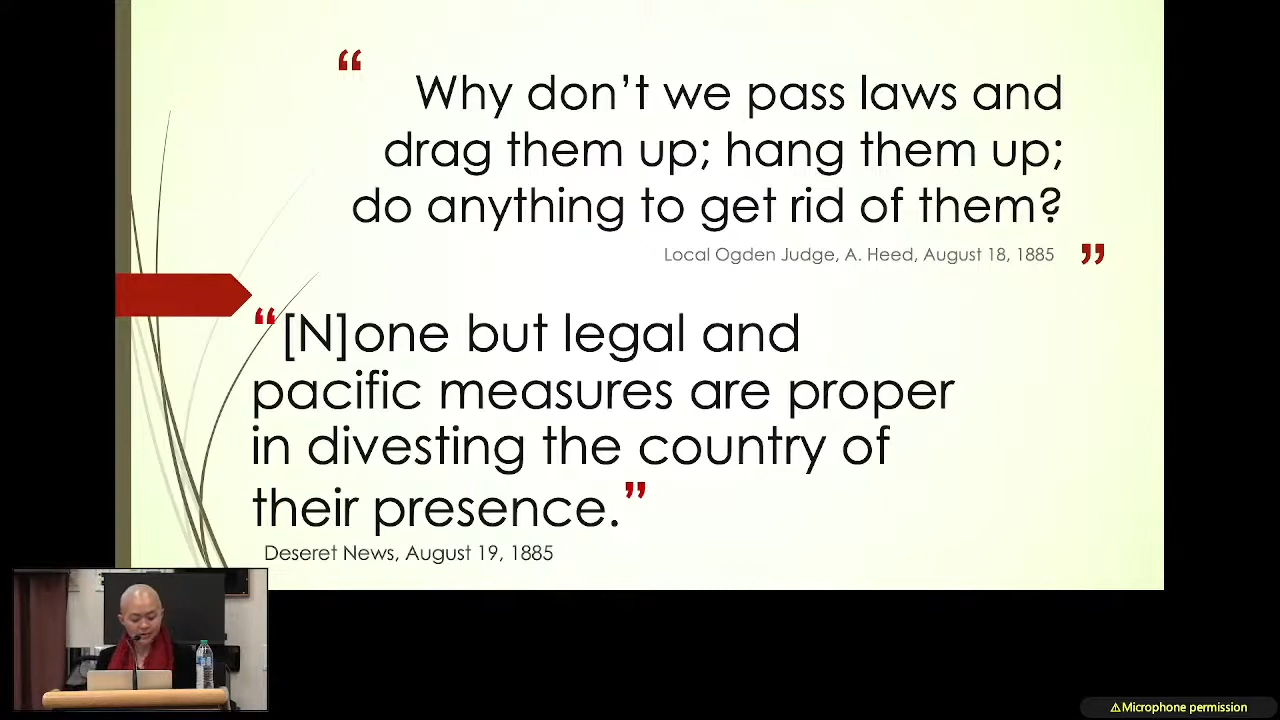 “
Why don’t we pass laws and
drag them up; hang them up;
do anything to get rid of them?
Local Ogden Judge, A. Heed, August 18, 1885 ”
“[N]one but legal and
pacific measures are proper
in divesting the country of
their presence.”
Deseret News, August 19, 1885
⚠Microphone permission